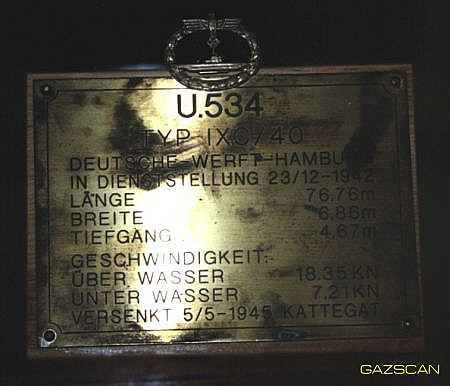 U.534
TYP IXC/40
DEUTSCHE-WERFT-HAMBURG
IN DIENSTSTELLUNG 23/12-1942
LÄNGE 76.76m
BREITE 6.86m
TIEFGANG 4.67m
GESCHWINDIGKEIT:
ÜBER WASSER 18.35 KN
UNTER WASSER 7.21 KN
VERSENKT 5/5-1945 KATTEGAT
GAZSCAN